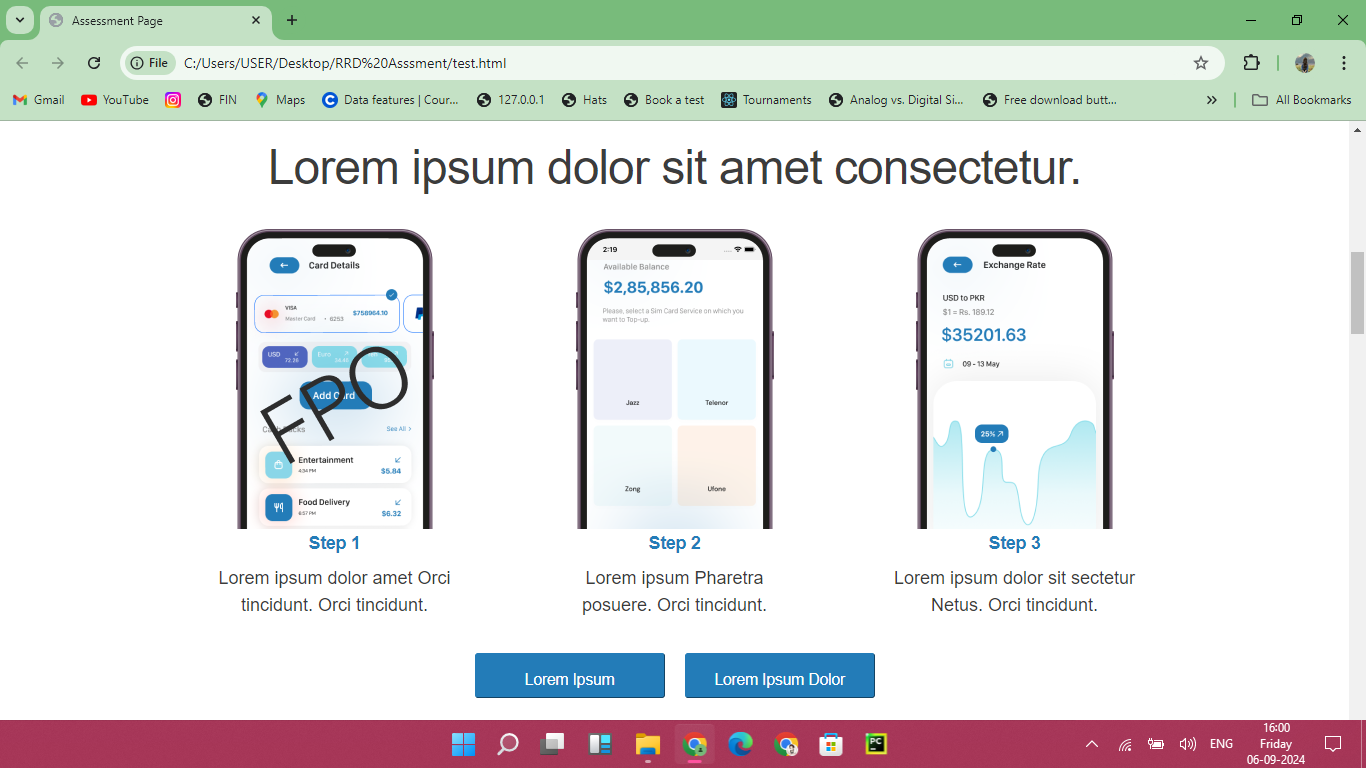 Assessment Page
File C:/Users/USER/Desktop/RRD%20Asssment/test.html
Gmail YouTube FIN Maps Data features | Cour... 127.0.0.1 Hats Book a test Tournaments Analog vs. Digital Si... Free download butt... All Bookmarks
Lorem ipsum dolor sit amet consectetur.
Card Details
VISA
MasterCard • 6253 $758964.10
USD
72.26
Euro
Add Card
FPO
See All >
Entertainment
4:34 PM
$5.84
Food Delivery
6:57 PM
$6.32
Step 1
Lorem ipsum dolor amet Orci
tincidunt. Orci tincidunt.
2:19
Available Balance
$2,85,856.20
Please, select a Sim Card Service on which you
want to Top-up.
Jazz Telenor
Zong Ufone
Step 2
Lorem ipsum Pharetra
posuere. Orci tincidunt.
Exchange Rate
USD to PKR
$1 = Rs. 189.12
$35201.63
09 - 13 May
25%
Step 3
Lorem ipsum dolor sit sectetur
Netus. Orci tincidunt.
Lorem Ipsum Lorem Ipsum Dolor
PC
ENG
16:00
Friday
06-09-2024